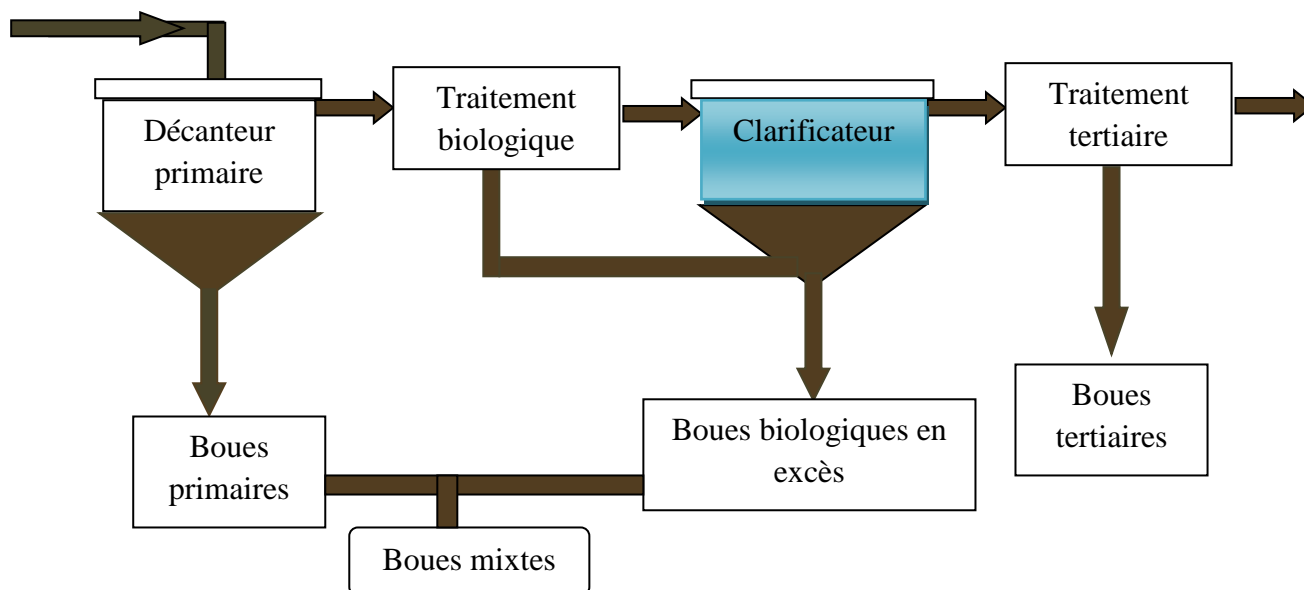 Décanteur
primaire
Traitement
biologique
Clarificateur
Traitement
tertiaire
Boues
primaires
Boues biologiques en
excès
Boues
tertiaires
Boues mixtes